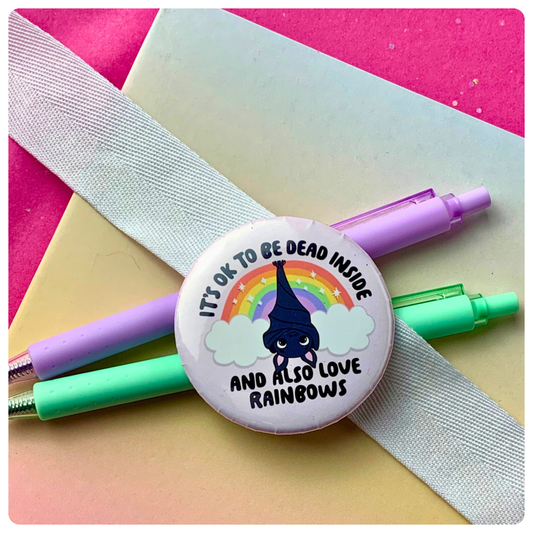 IT'S OK TO BE DEAD INSIDE
AND ALSO LOVE
RAINBOWS